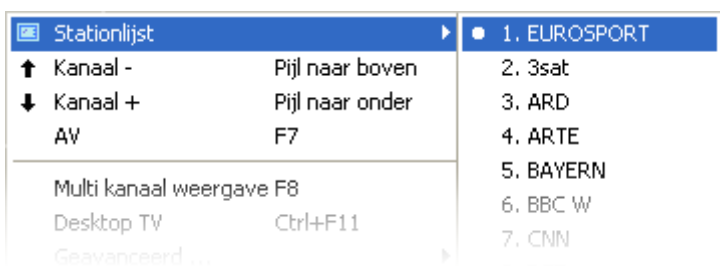 Stationlijst
Kanaal - Pijl naar boven
Kanaal + Pijl naar onder
AV F7
Multi kanaal weergave F8
Desktop TV Ctrl+F11
Geavanceerd ...
1. EUROSPORT
2. 3sat
3. ARD
4. ARTE
5. BAYERN
6. BBC W
7. CNN